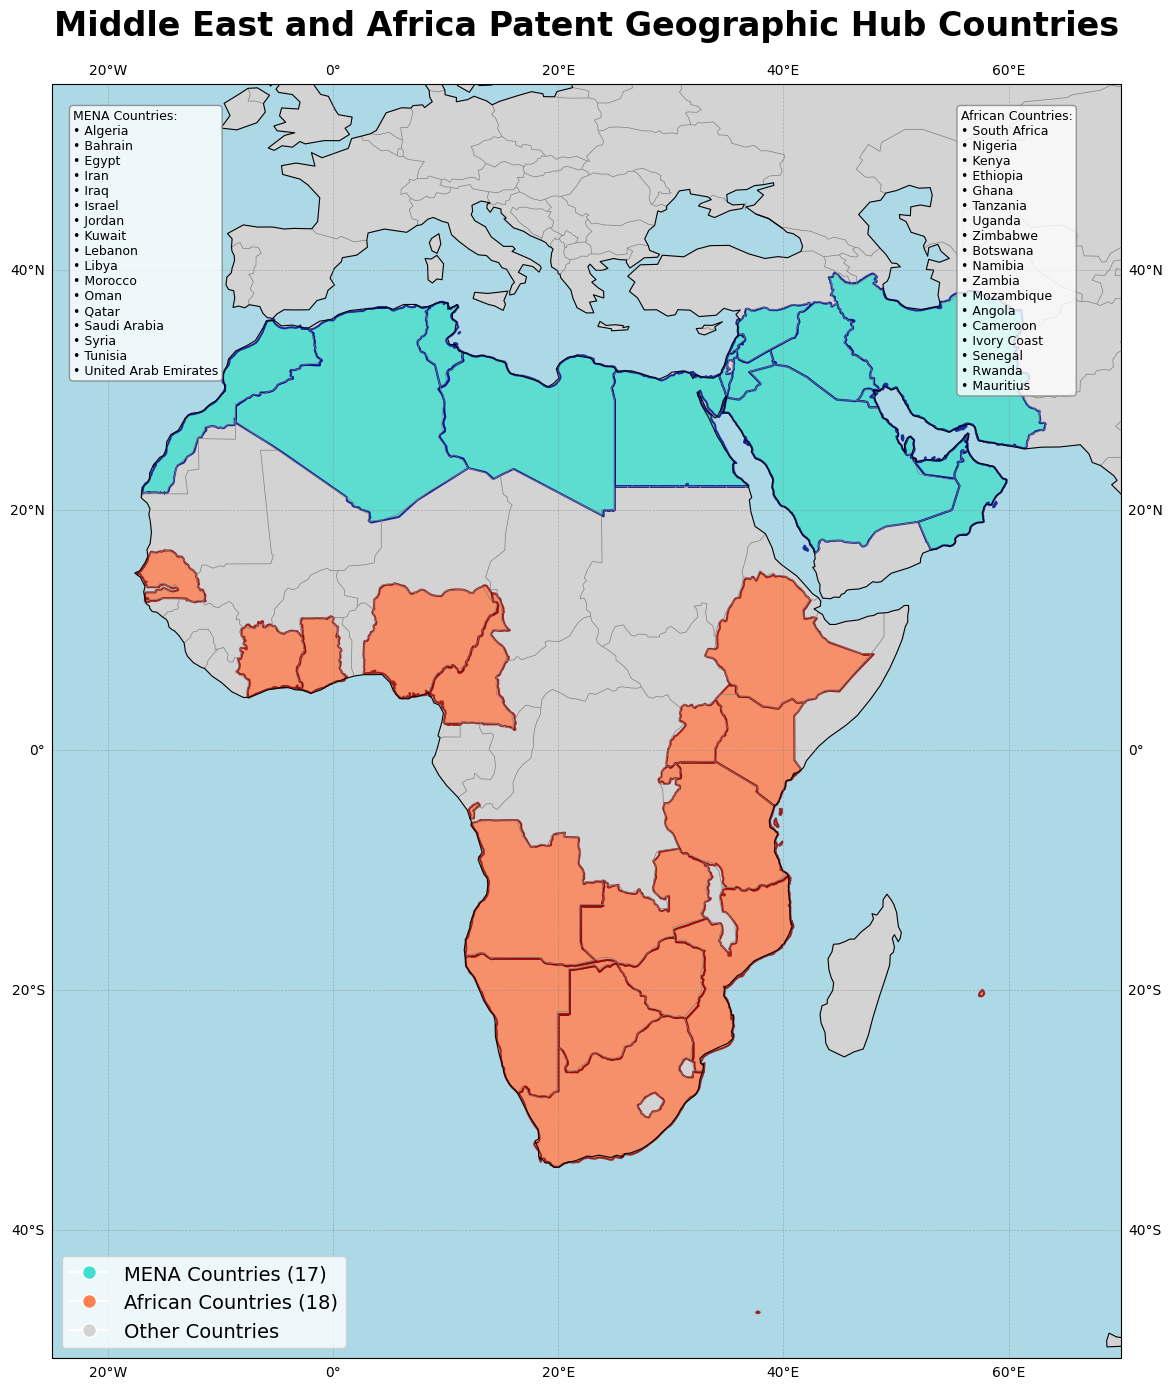 Middle East and Africa Patent Geographic Hub Countries
20°W 0° 20°E 40°E 60°E
MENA Countries:
• Algeria
• Bahrain
• Egypt
• Iran
• Iraq
• Israel
• Jordan
• Kuwait
• Lebanon
• Libya
• Morocco
• Oman
• Qatar
• Saudi Arabia
• Syria
• Tunisia
• United Arab Emirates
African Countries:
• South Africa
• Nigeria
• Kenya
• Ethiopia
• Ghana
• Tanzania
• Uganda
• Zimbabwe
• Botswana
• Namibia
• Zambia
• Mozambique
• Angola
• Cameroon
• Ivory Coast
• Senegal
• Rwanda
• Mauritius
40°N 40°N
20°N 20°N
0° 0°
20°S 20°S
40°S 40°S
MENA Countries (17)
African Countries (18)
Other Countries
20°W 0° 20°E 40°E 60°E